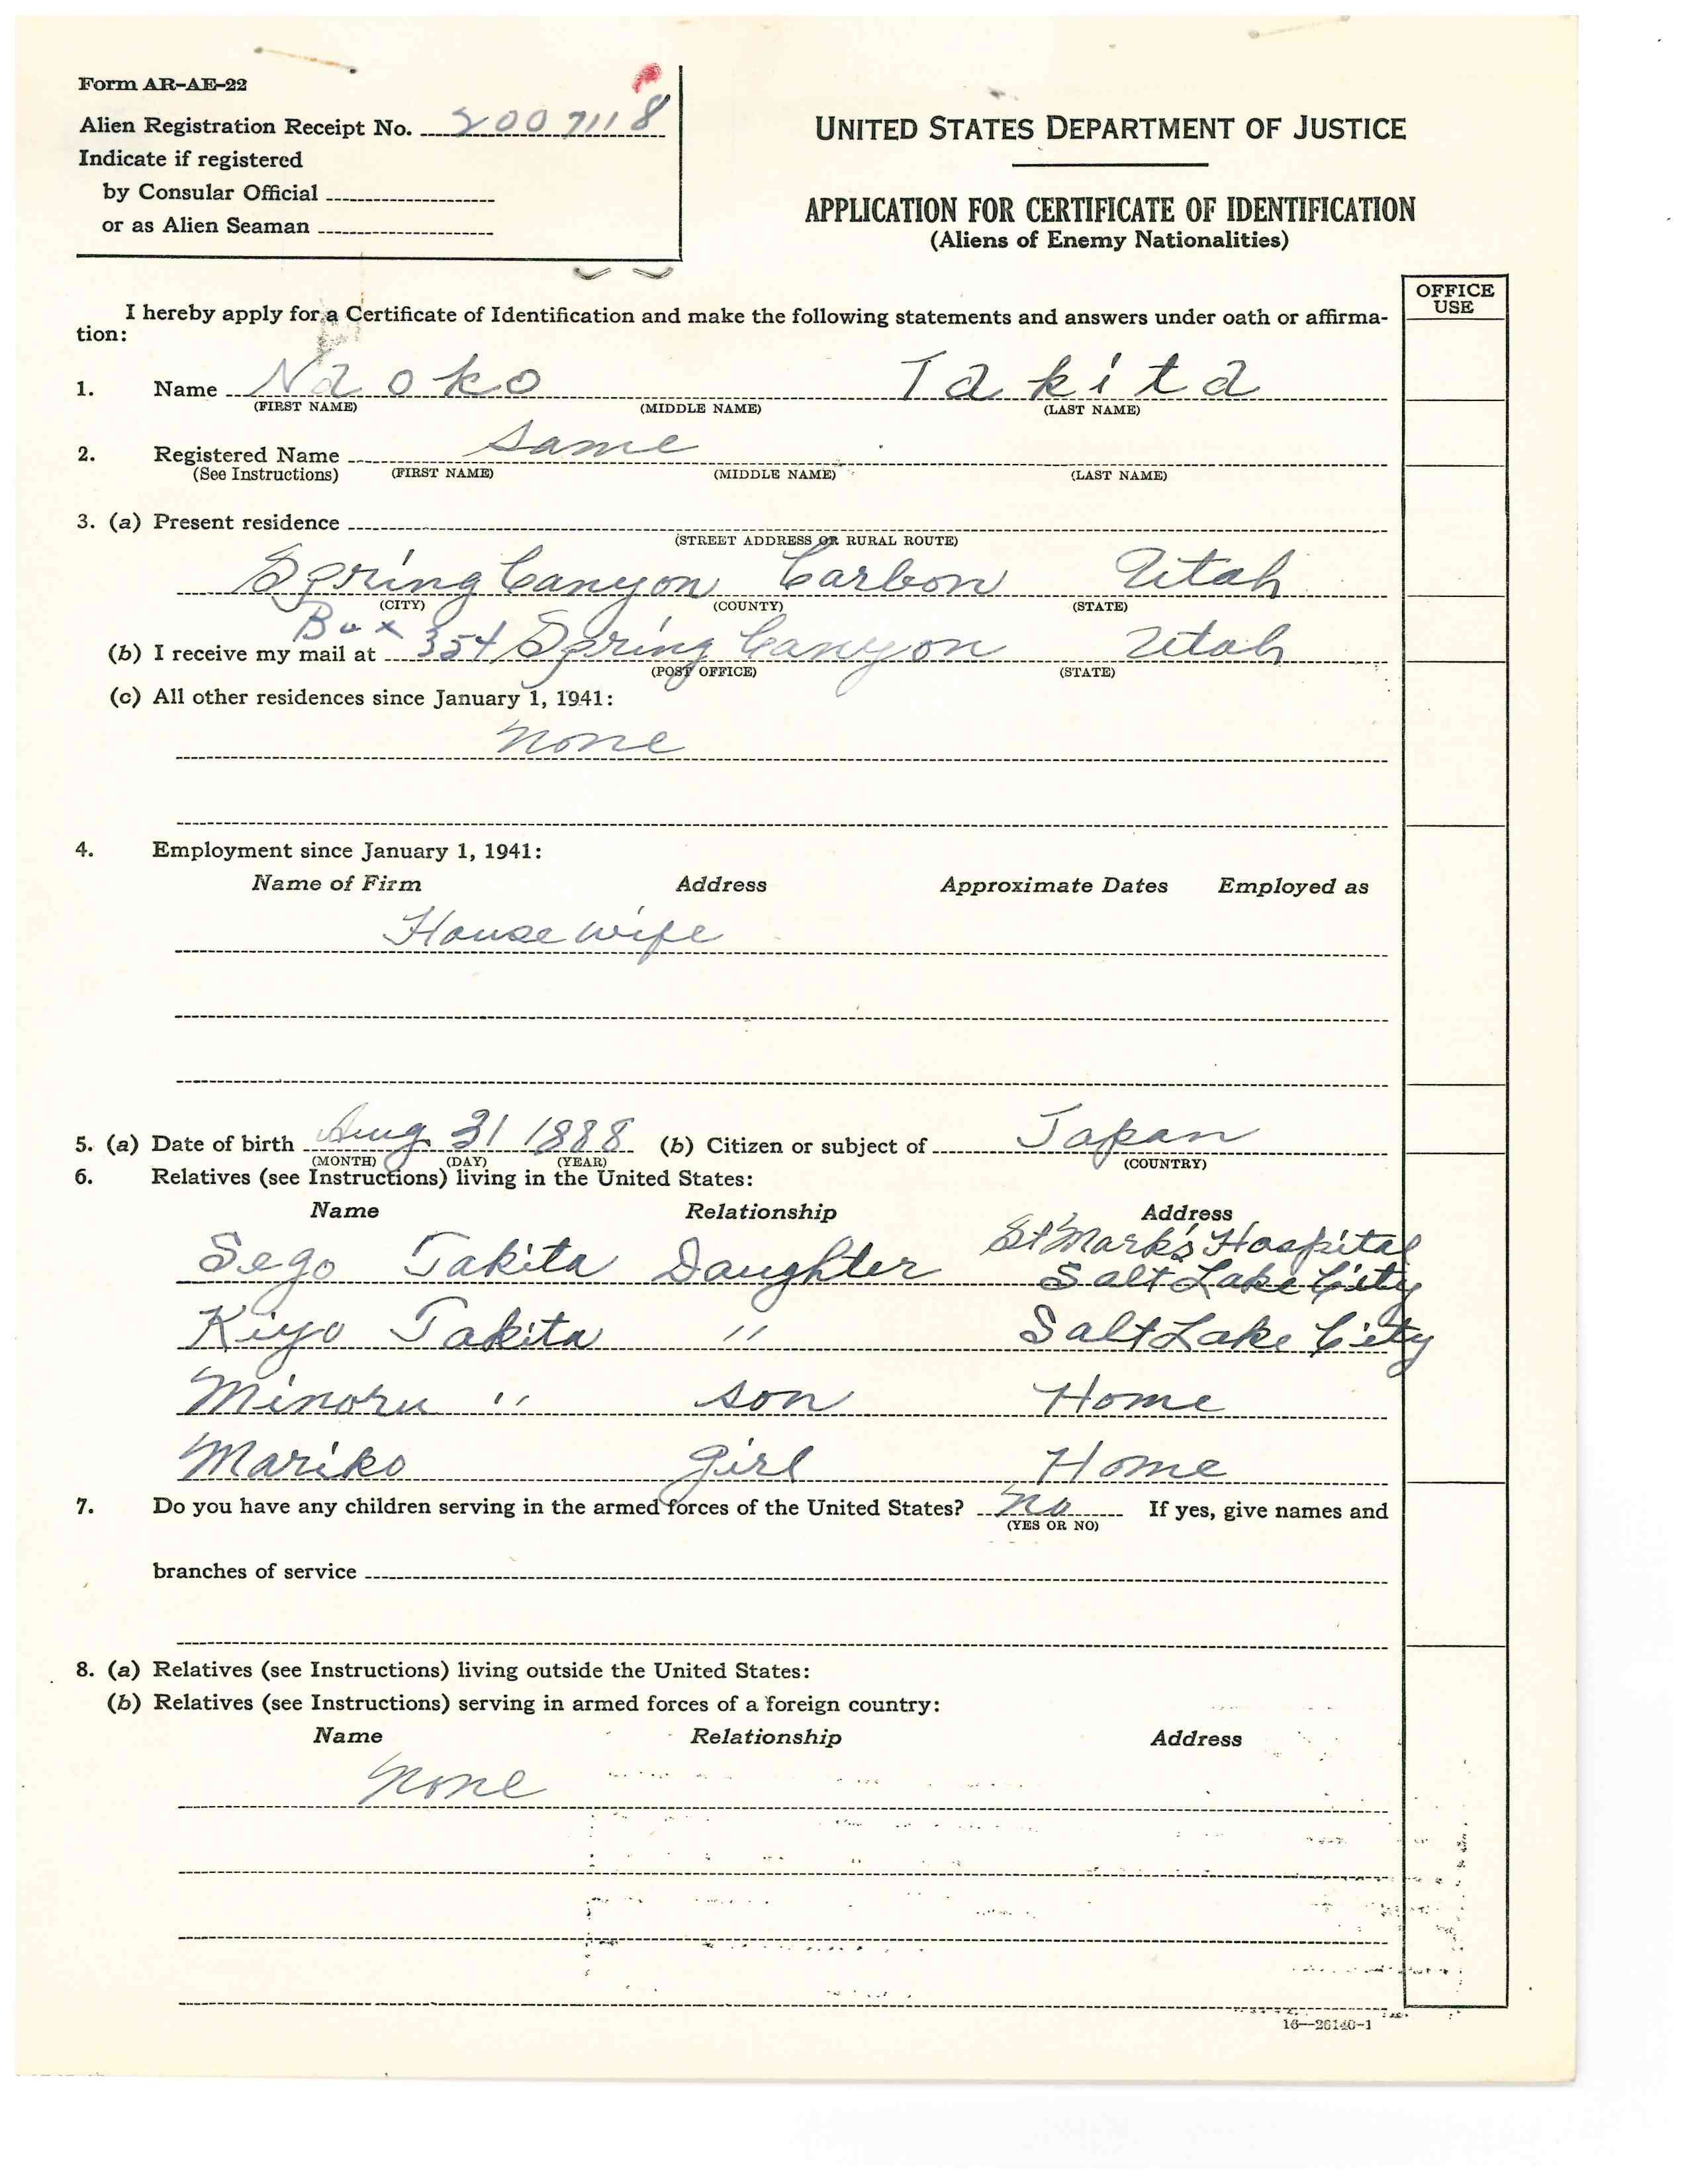 Form AR-AE-22
Alien Registration Receipt No. 2007118
Indicate if registered
by Consular Official
or as Alien Seaman
UNITED STATES DEPARTMENT OF JUSTICE
APPLICATION FOR CERTIFICATE OF IDENTIFICATION
(Aliens of Enemy Nationalities)
OFFICE
USE
I hereby apply for a Certificate of Identification and make the following statements and answers under oath or affirma-
tion:
1. Name Naoko Takita
(FIRST NAME) (MIDDLE NAME) (LAST NAME)
2. Registered Name same
(See Instructions) (FIRST NAME) (MIDDLE NAME) (LAST NAME)
3. (a) Present residence
(STREET ADDRESS OR RURAL ROUTE)
Spring Canyon Carbon Utah
(CITY) (COUNTY) (STATE)
Box
(b) I receive my mail at 354 Spring Canyon Utah
(POST OFFICE) (STATE)
(c) All other residences since January 1, 1941:
none
4. Employment since January 1, 1941:
Name of Firm Address Approximate Dates Employed as
House wife
5. (a) Date of birth Aug. 31 1888 (b) Citizen or subject of Japan
(MONTH) (DAY) (YEAR) (COUNTRY)
6. Relatives (see Instructions) living in the United States:
Name Relationship Address
St Mark's Hospital
Sego Takita Daughter Salt Lake City
Kiyo Takita " Salt Lake City
Minoru " son Home
Mariko girl Home
7. Do you have any children serving in the armed forces of the United States? no If yes, give names and
(YES OR NO)
branches of service
8. (a) Relatives (see Instructions) living outside the United States:
(b) Relatives (see Instructions) serving in armed forces of a foreign country:
Name Relationship Address
none
16—26140-1